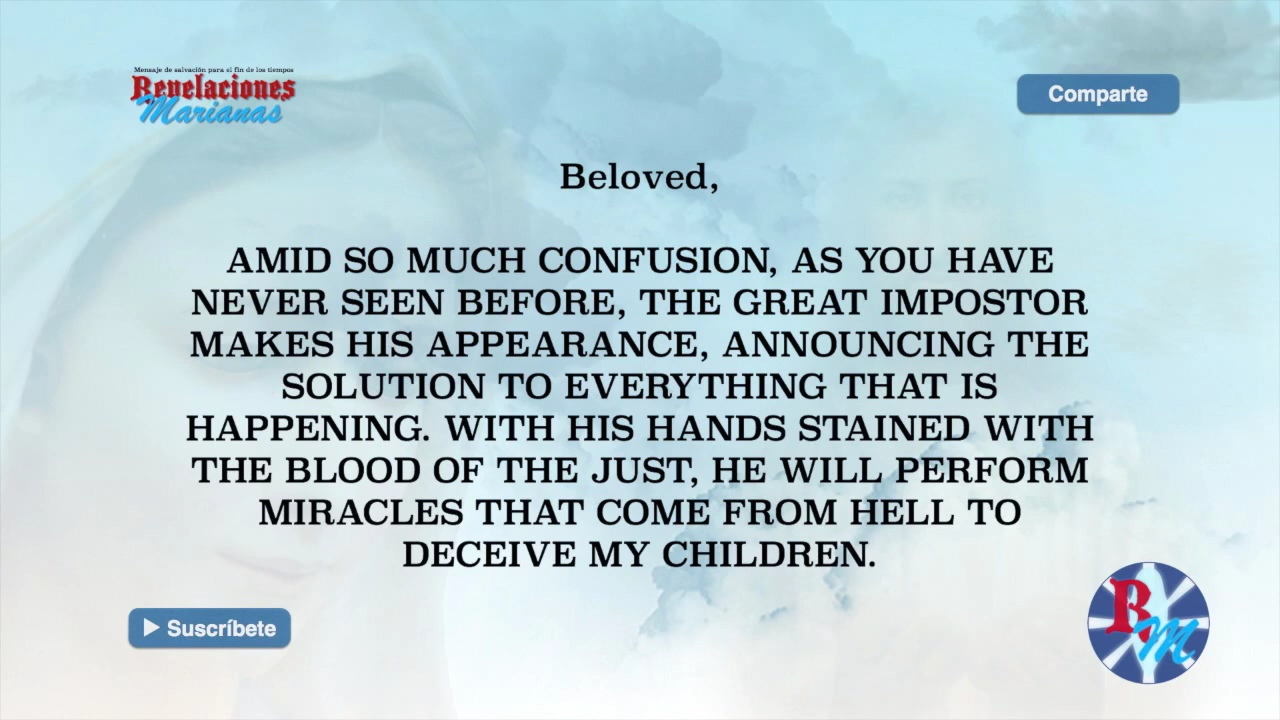 Mensaje de salvación para el fin de los tiempos
Revelaciones
Marianas
Comparte
Beloved,
AMID SO MUCH CONFUSION, AS YOU HAVE
NEVER SEEN BEFORE, THE GREAT IMPOSTOR
MAKES HIS APPEARANCE, ANNOUNCING THE
SOLUTION TO EVERYTHING THAT IS
HAPPENING. WITH HIS HANDS STAINED WITH
THE BLOOD OF THE JUST, HE WILL PERFORM
MIRACLES THAT COME FROM HELL TO
DECEIVE MY CHILDREN.
Suscríbete
RM